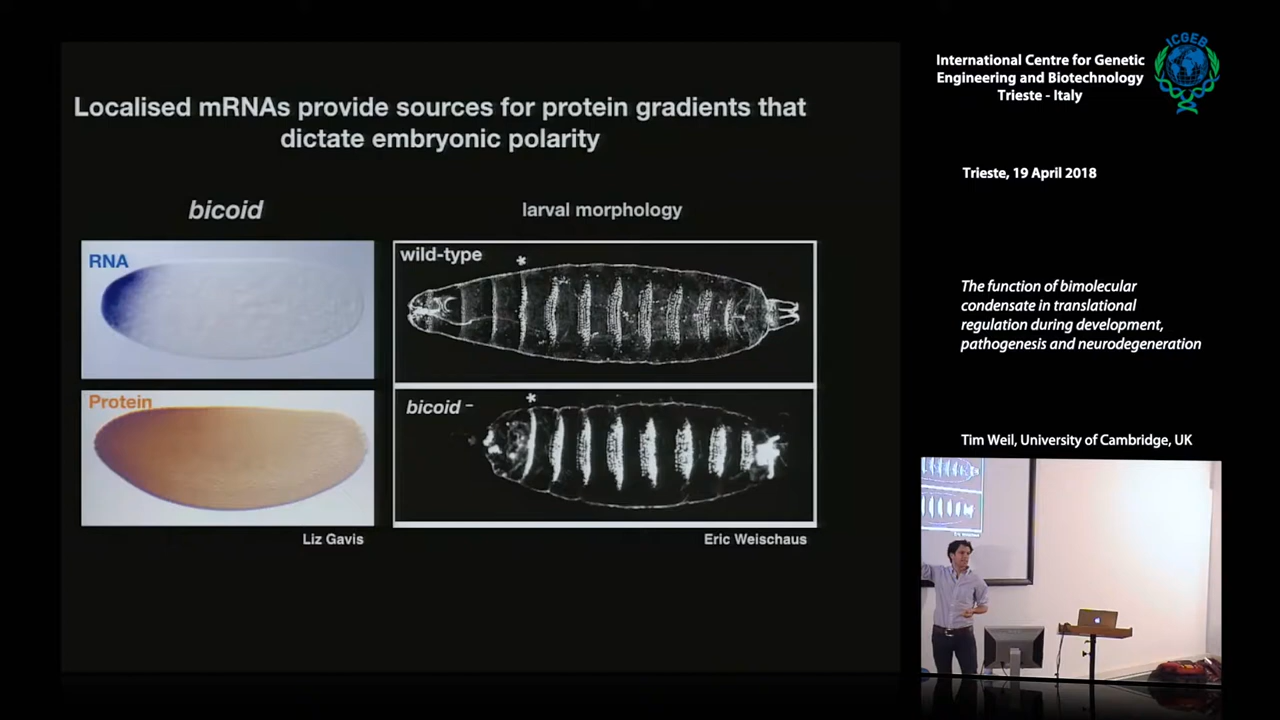 Localised mRNAs provide sources for protein gradients that
dictate embryonic polarity
bicoid
larval morphology
RNA
wild-type
*
Protein
bicoid -
*
Liz Gavis
Eric Weischaus
ICGEB
International Centre for Genetic
Engineering and Biotechnology
Trieste - Italy
Trieste, 19 April 2018
The function of bimolecular
condensate in translational
regulation during development,
pathogenesis and neurodegeneration
Tim Weil, University of Cambridge, UK